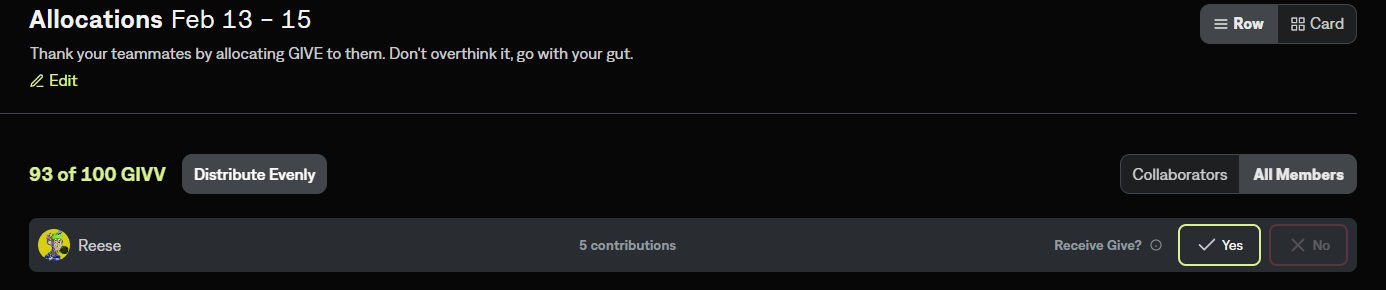 Allocations Feb 13 – 15
Row
Card
Thank your teammates by allocating GIVE to them. Don't overthink it, go with your gut.
Edit
93 of 100 GIVV
Distribute Evenly
Collaborators
All Members
Reese
5 contributions
Receive Give?
Yes
No